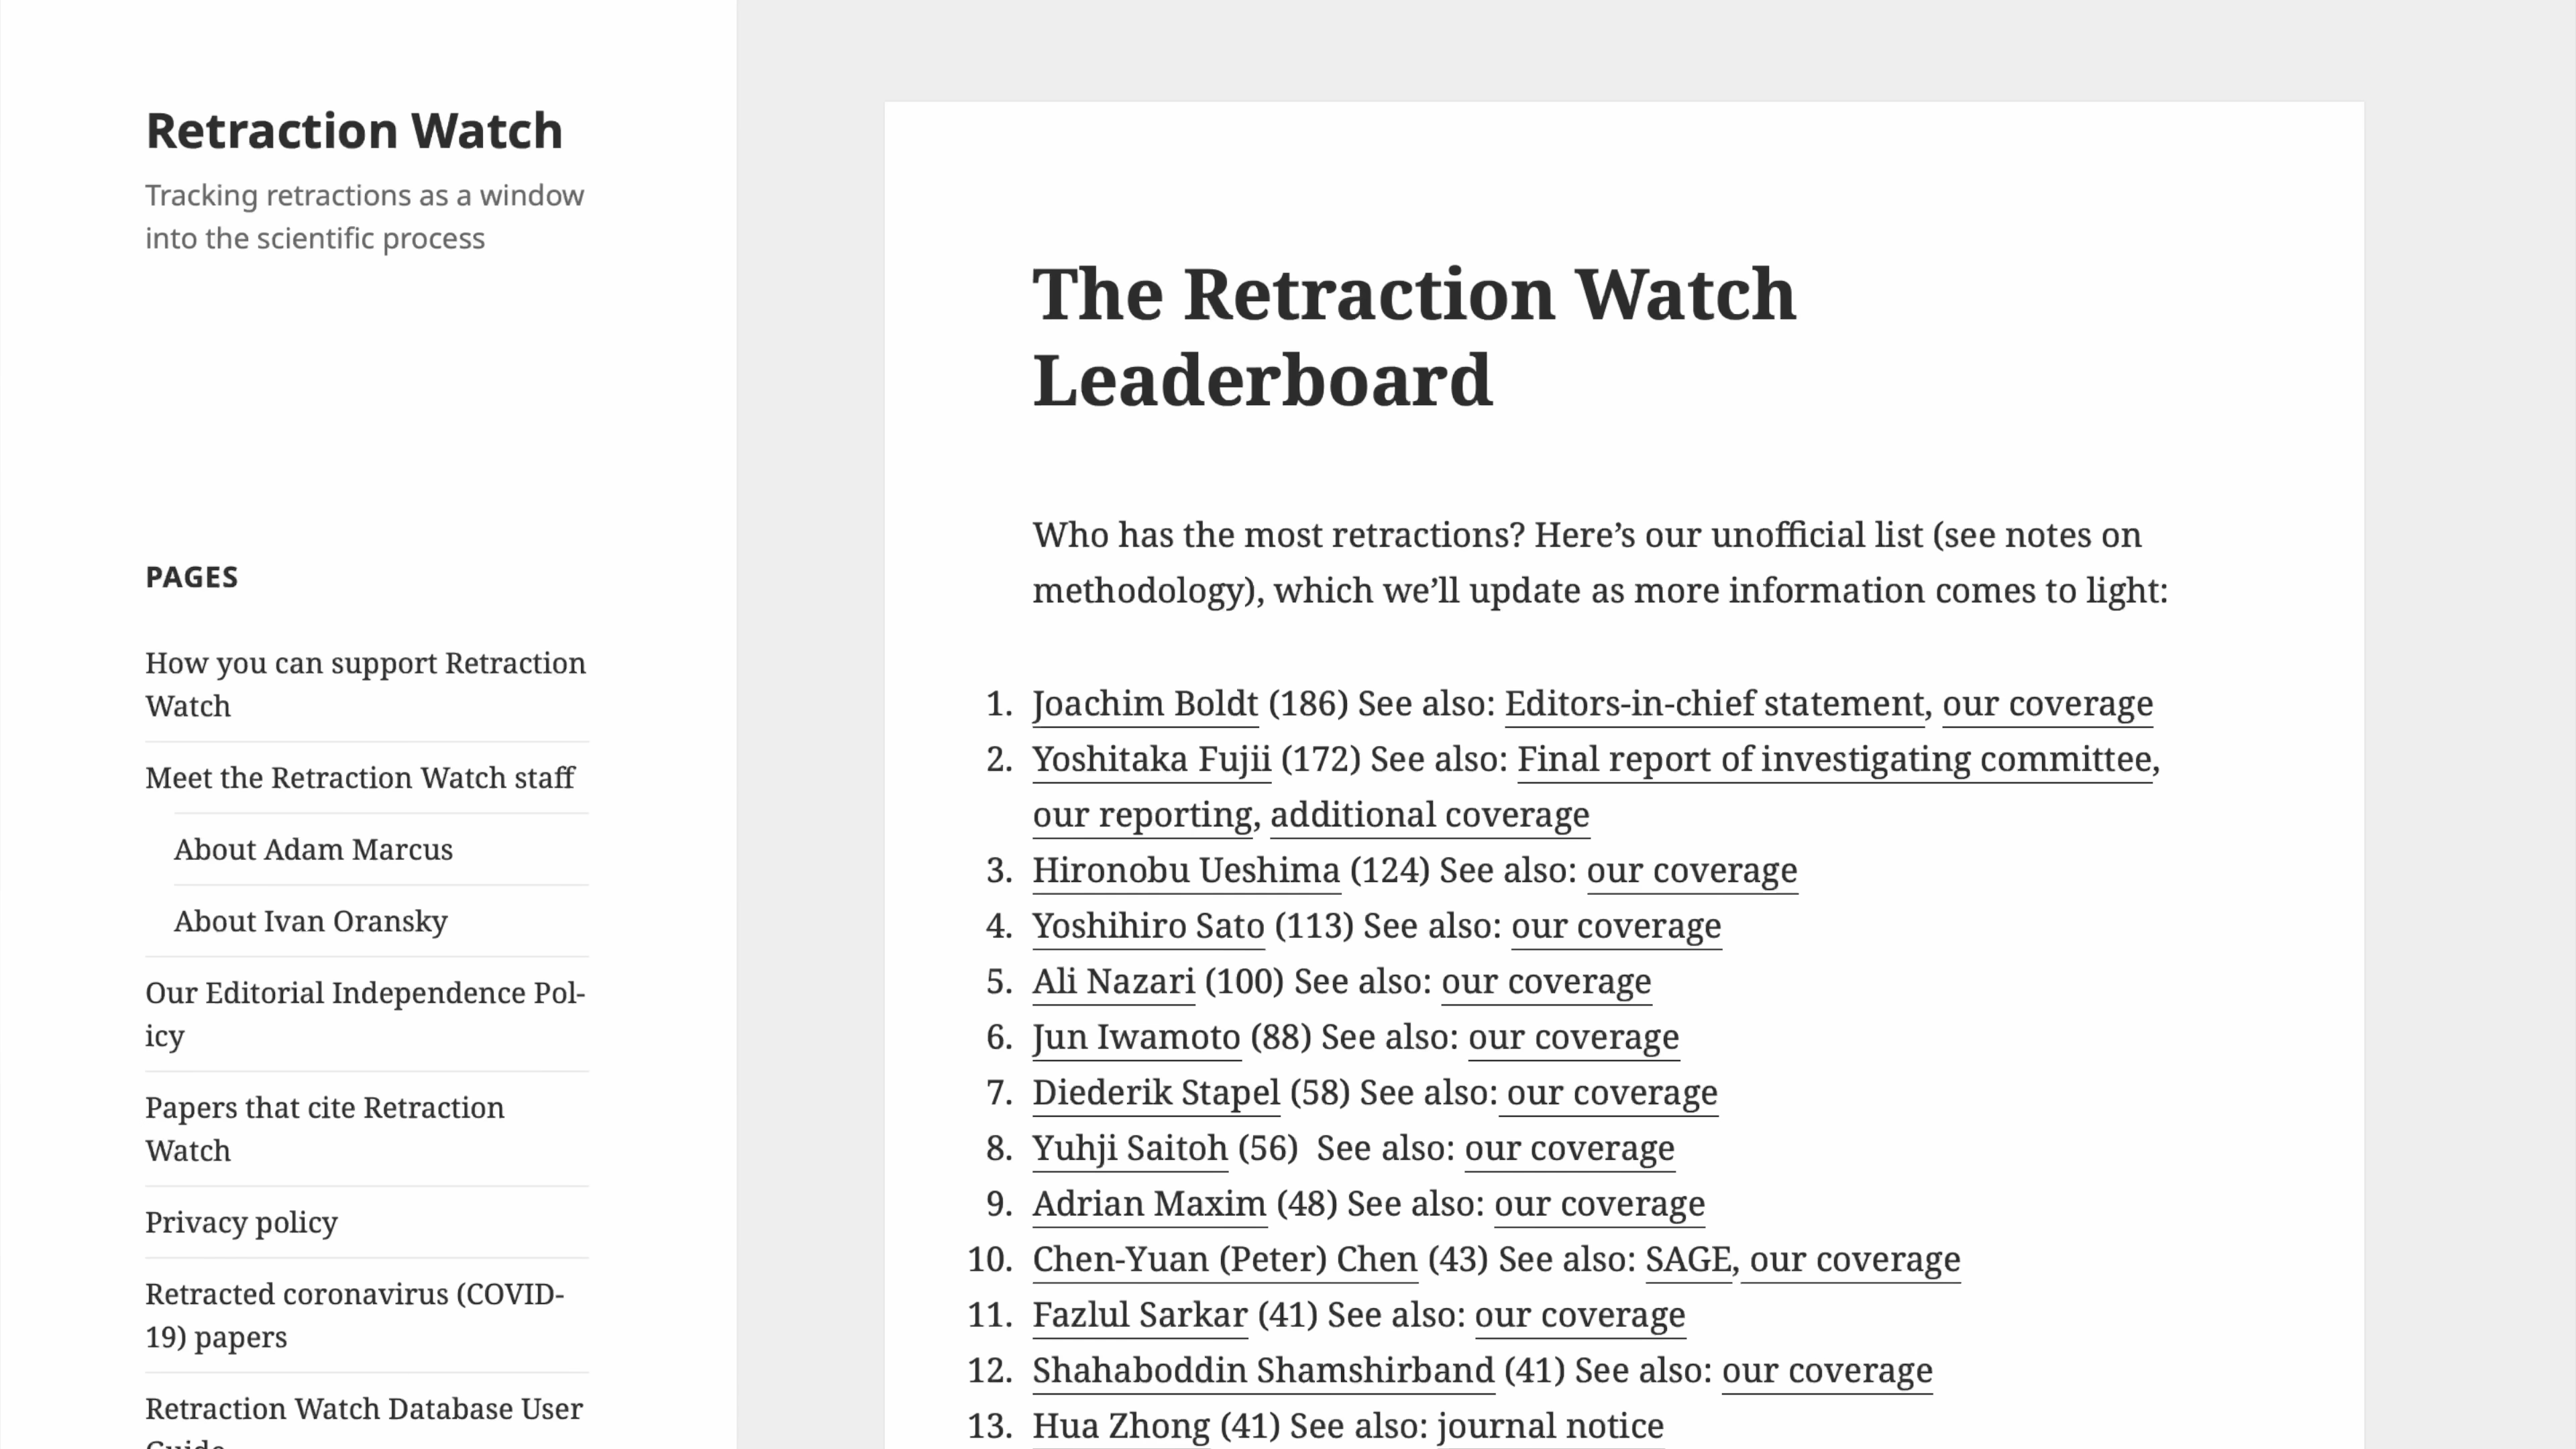 Retraction Watch
Tracking retractions as a window
into the scientific process
PAGES
How you can support Retraction
Watch
Meet the Retraction Watch staff
About Adam Marcus
About Ivan Oransky
Our Editorial Independence Pol-
icy
Papers that cite Retraction
Watch
Privacy policy
Retracted coronavirus (COVID-
19) papers
Retraction Watch Database User
The Retraction Watch
Leaderboard
Who has the most retractions? Here’s our unofficial list (see notes on
methodology), which we’ll update as more information comes to light:
1. Joachim Boldt (186) See also: Editors-in-chief statement, our coverage
2. Yoshitaka Fujii (172) See also: Final report of investigating committee,
our reporting, additional coverage
3. Hironobu Ueshima (124) See also: our coverage
4. Yoshihiro Sato (113) See also: our coverage
5. Ali Nazari (100) See also: our coverage
6. Jun Iwamoto (88) See also: our coverage
7. Diederik Stapel (58) See also: our coverage
8. Yuhji Saitoh (56) See also: our coverage
9. Adrian Maxim (48) See also: our coverage
10. Chen-Yuan (Peter) Chen (43) See also: SAGE, our coverage
11. Fazlul Sarkar (41) See also: our coverage
12. Shahaboddin Shamshirband (41) See also: our coverage
13. Hua Zhong (41) See also: journal notice